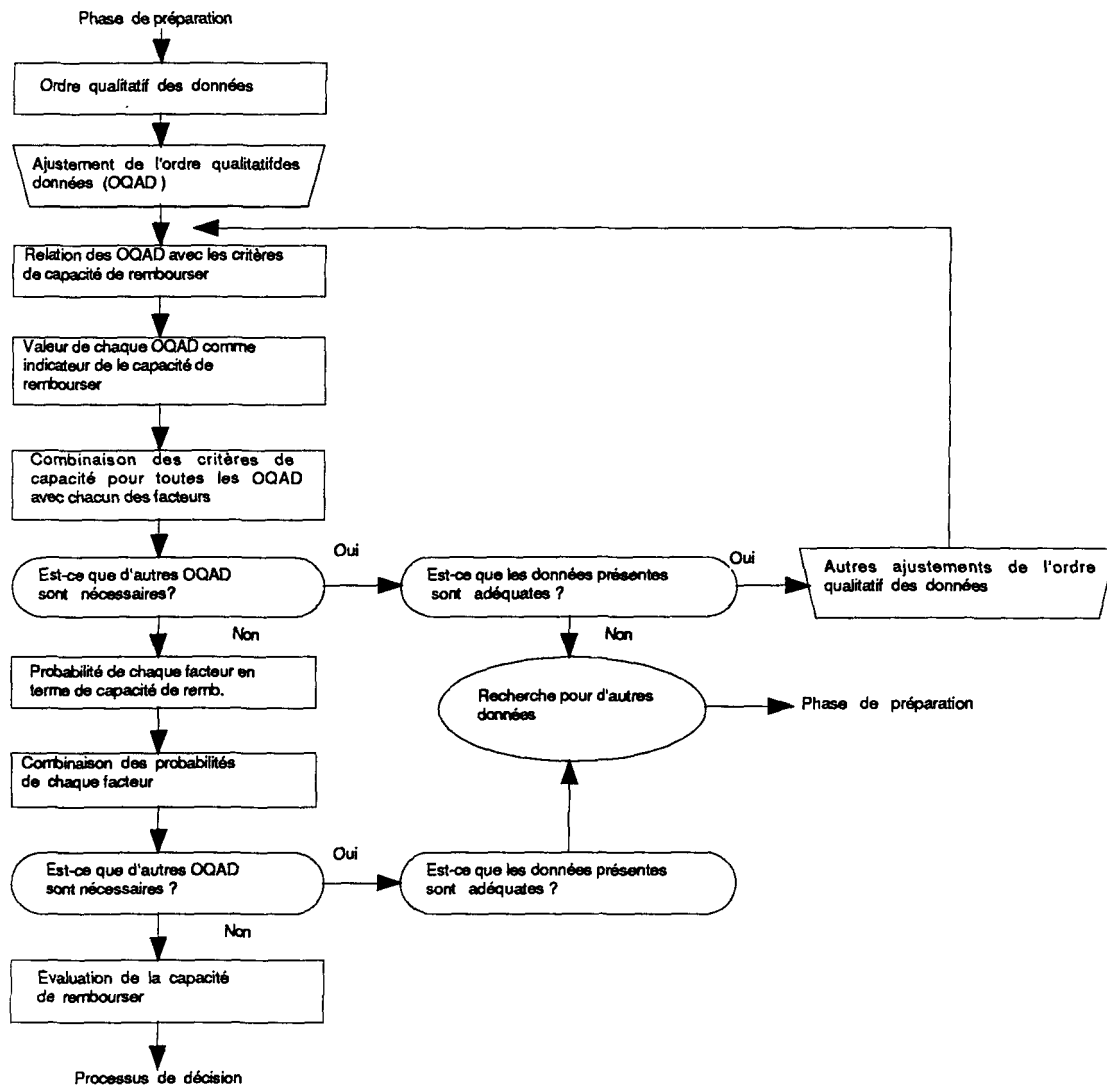 Phase de préparation
Ordre qualitatif des données
Ajustement de l'ordre qualitatifdes
données (OQAD )
Relation des OQAD avec les critères
de capacité de rembourser
Valeur de chaque OQAD comme
indicateur de le capacité de
rembourser
Combinaison des critères de
capacité pour toutes les OQAD
avec chacun des facteurs
Est-ce que d'autres OQAD
sont nécessaires?
Oui
Est-ce que les données présentes
sont adéquates ?
Oui
Autres ajustements de l'ordre
qualitatif des données
Non
Non
Probabilité de chaque facteur en
terme de capacité de remb.
Recherche pour d'autres
données
Phase de préparation
Combinaison des probabilités
de chaque facteur
Est-ce que d'autres OQAD
sont nécessaires ?
Oui
Est-ce que les données présentes
sont adéquates ?
Non
Evaluation de la capacité
de rembourser
Processus de décision